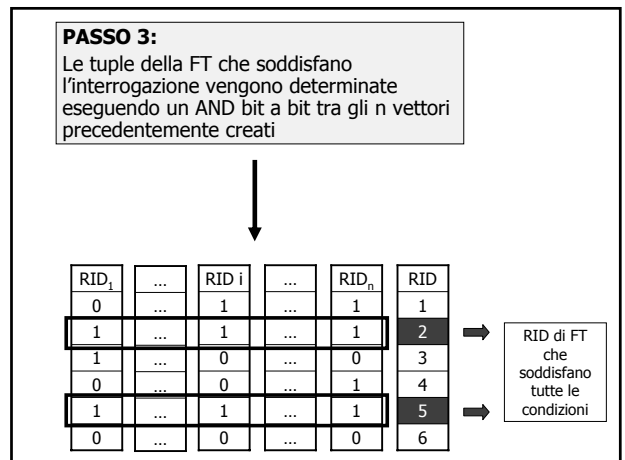 PASSO 3:
Le tuple della FT che soddisfano
l'interrogazione vengono determinate
eseguendo un AND bit a bit tra gli n vettori
precedentemente creati
RID1 ... RID i ... RIDn RID
0 ... 1 ... 1 1
1 ... 1 ... 1 2
1 ... 0 ... 0 3
0 ... 0 ... 1 4
1 ... 1 ... 1 5
0 ... 0 ... 0 6
RID di FT
che
soddisfano
tutte le
condizioni